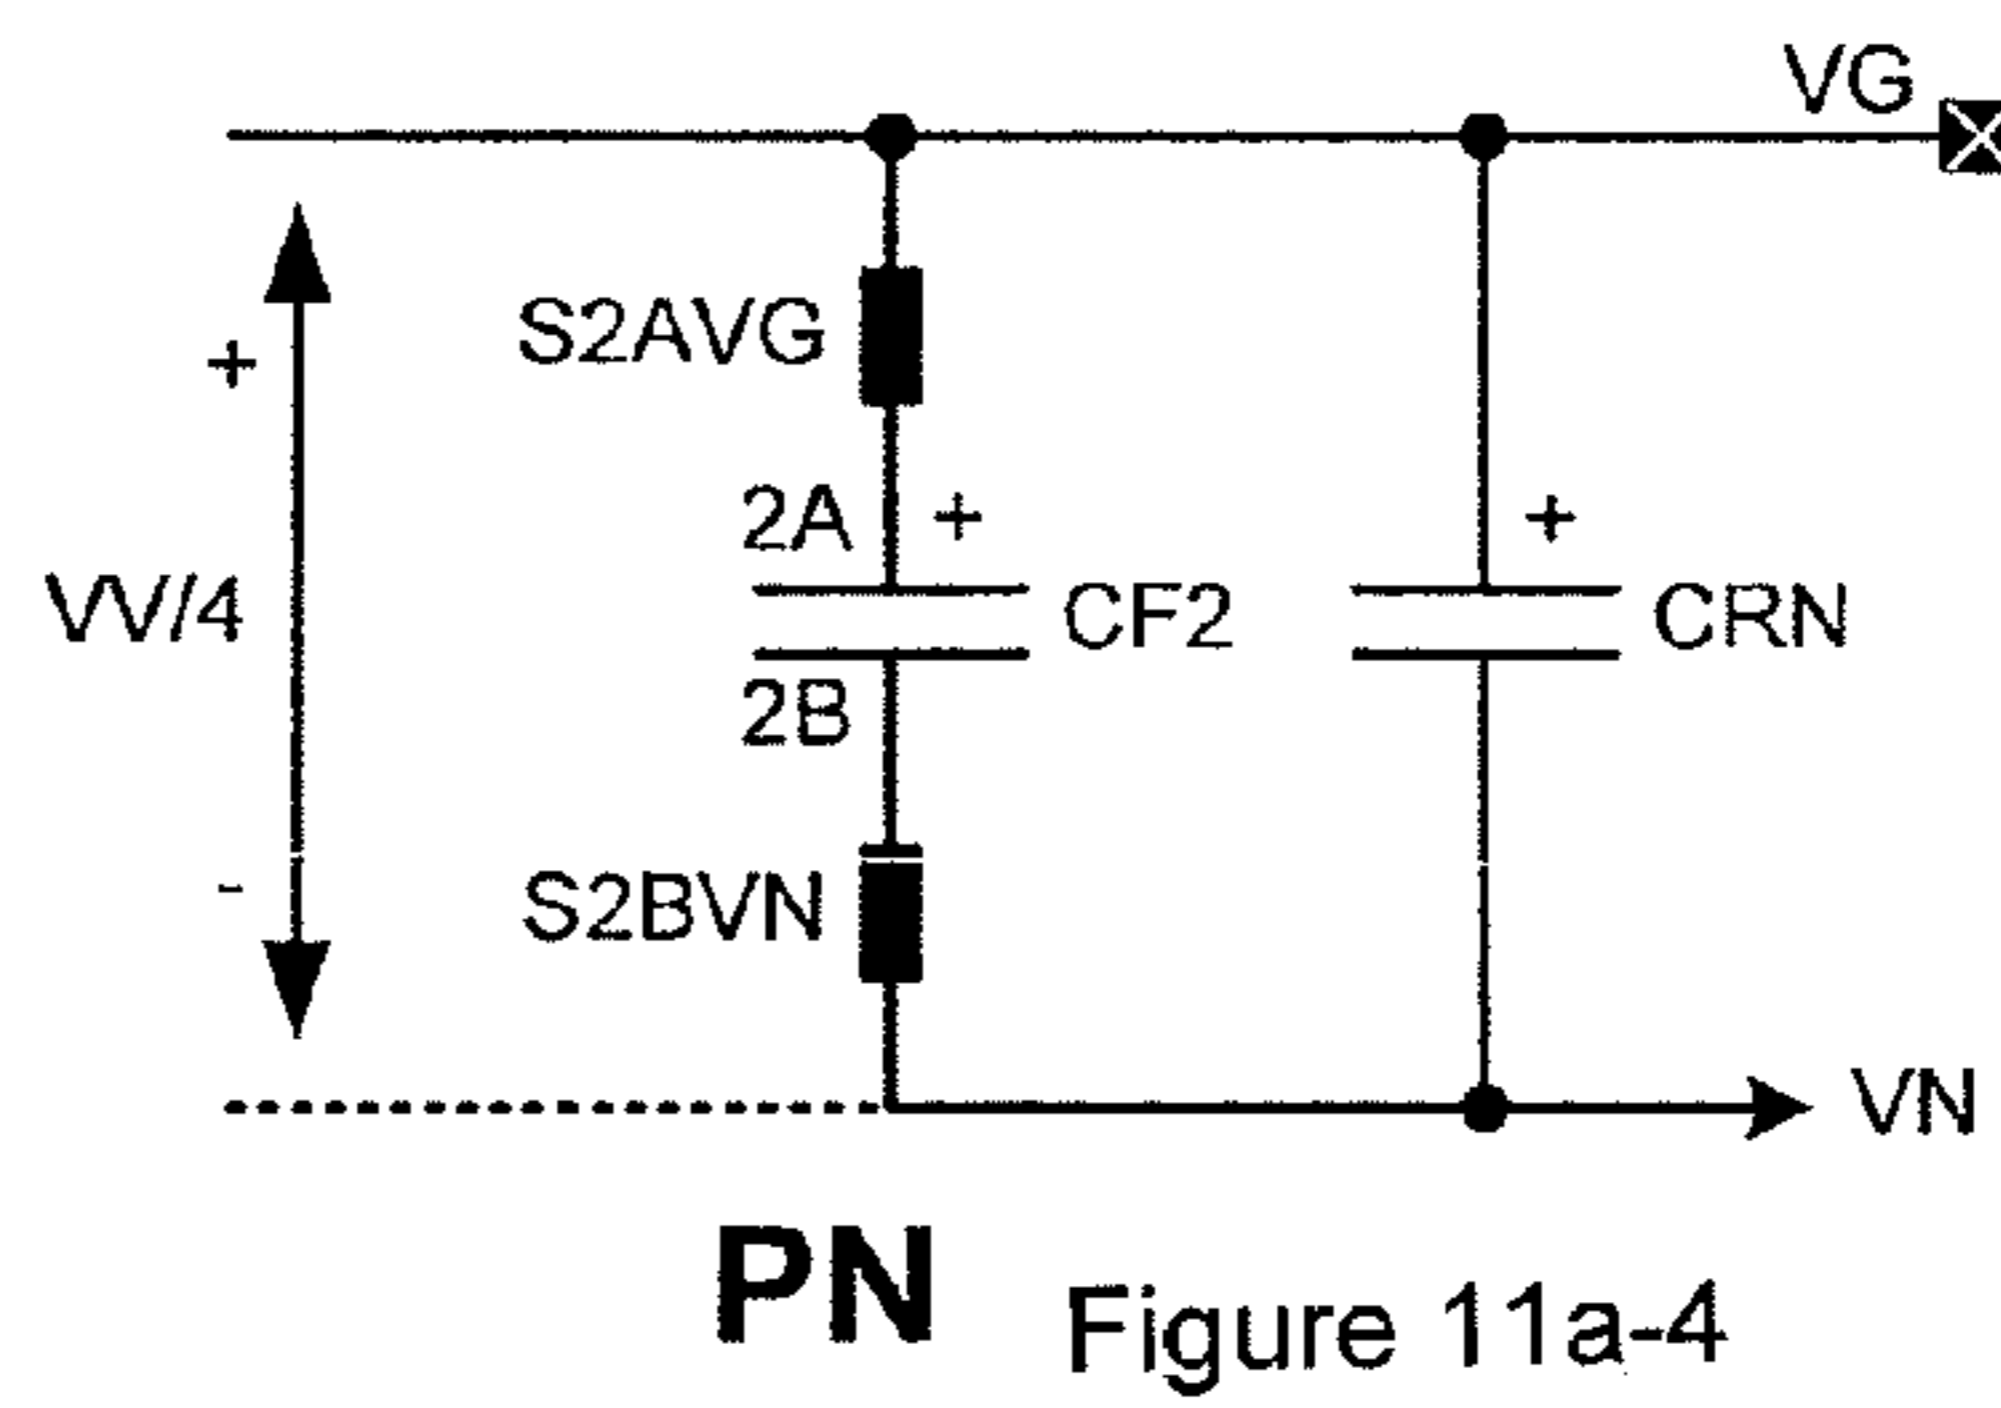 VG
S2AVG
+
2A +
+
VV/4
CF2
CRN
2B
S2BVN
-
VN
PN
Figure 11a-4